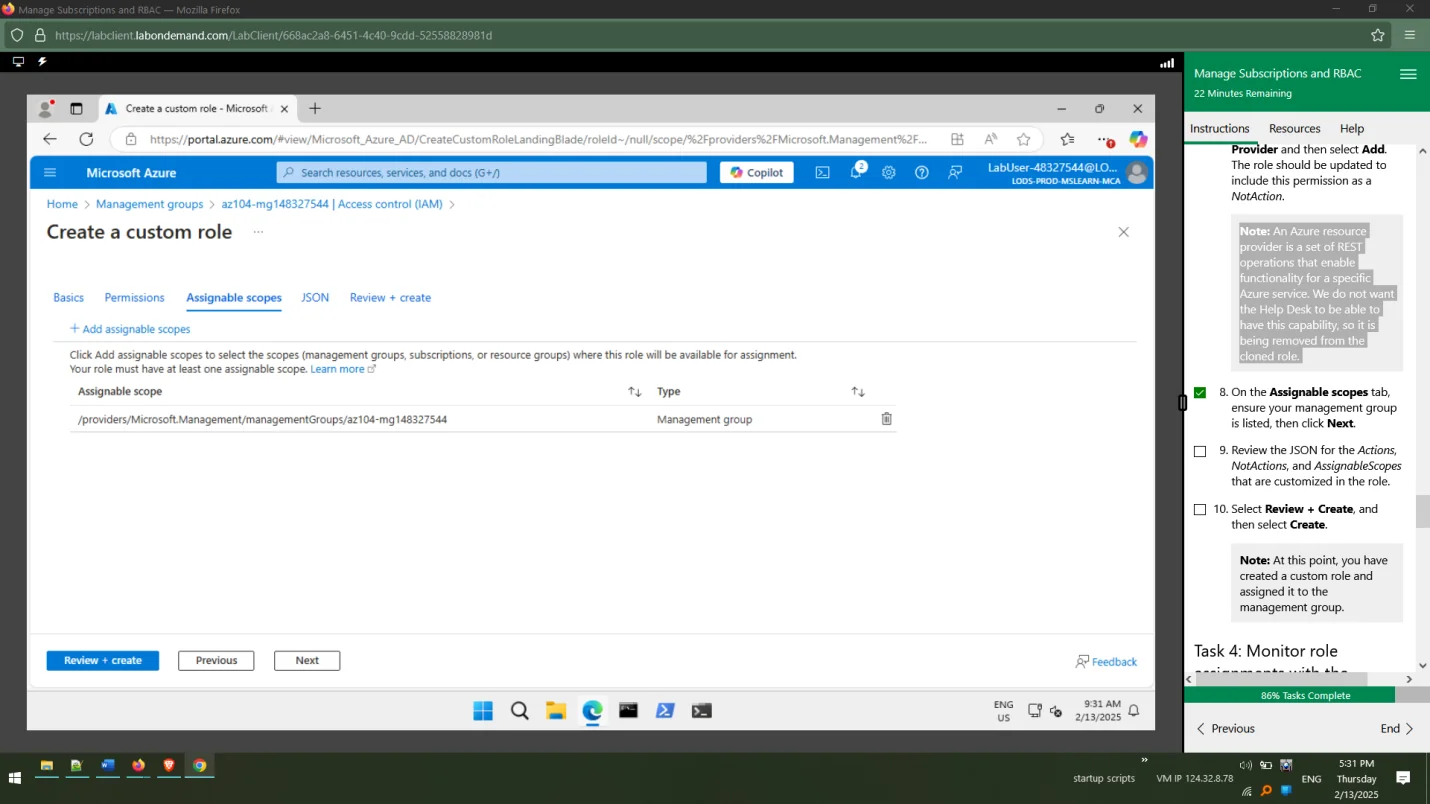 Manage Subscriptions and RBAC — Mozilla Firefox
https://labclient.labondemand.com/LabClient/668ac2a8-6451-4c40-9cdd-52558828981d
Create a custom role - Microsoft
https://portal.azure.com/#view/Microsoft_Azure_AD/CreateCustomRoleLandingBlade/roleId~/null/scope/%2Fproviders%2FMicrosoft.Management%2F...
Microsoft Azure
Search resources, services, and docs (G+/)
Copilot
2
LabUser-48327544@LO...
LODS-PROD-MSLEARN-MCA
Home > Management groups > az104-mg148327544 | Access control (IAM) >
Create a custom role ...
Basics Permissions Assignable scopes JSON Review + create
+ Add assignable scopes
Click Add assignable scopes to select the scopes (management groups, subscriptions, or resource groups) where this role will be available for assignment.
Your role must have at least one assignable scope. Learn more
Assignable scope Type
/providers/Microsoft.Management/managementGroups/az104-mg148327544 Management group
Review + create Previous Next
Feedback
ENG
US
9:31 AM
2/13/2025
Manage Subscriptions and RBAC
22 Minutes Remaining
Instructions Resources Help
Provider and then select Add.
The role should be updated to
include this permission as a
NotAction.
Note: An Azure resource
provider is a set of REST
operations that enable
functionality for a specific
Azure service. We do not want
the Help Desk to be able to
have this capability, so it is
being removed from the
cloned role.
8. On the Assignable scopes tab,
ensure your management group
is listed, then click Next.
9. Review the JSON for the Actions,
NotActions, and AssignableScopes
that are customized in the role.
10. Select Review + Create, and
then select Create.
Note: At this point, you have
created a custom role and
assigned it to the
management group.
Task 4: Monitor role
assignments with the
86% Tasks Complete
Previous End
startup scripts
VM IP 124.32.8.78
ENG
5:31 PM
Thursday
2/13/2025